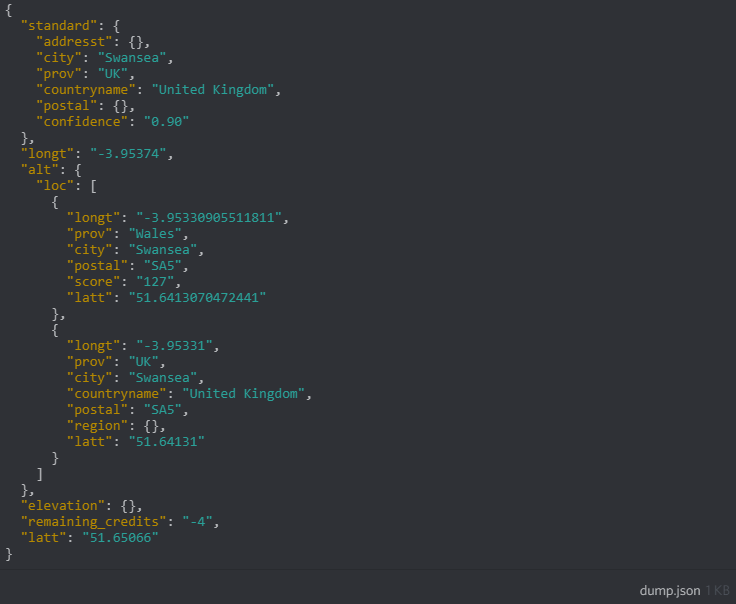 {
  "standard": {
    "addresst": {},
    "city": "Swansea",
    "prov": "UK",
    "countryname": "United Kingdom",
    "postal": {},
    "confidence": "0.90"
  },
  "longt": "-3.95374",
  "alt": {
    "loc": [
      {
        "longt": "-3.95330905511811",
        "prov": "Wales",
        "city": "Swansea",
        "postal": "SA5",
        "score": "127",
        "latt": "51.6413070472441"
      },
      {
        "longt": "-3.95331",
        "prov": "UK",
        "city": "Swansea",
        "countryname": "United Kingdom",
        "postal": "SA5",
        "region": {},
        "latt": "51.64131"
      }
    ]
  },
  "elevation": {},
  "remaining_credits": "-4",
  "latt": "51.65066"
}
dump.json 1 KB